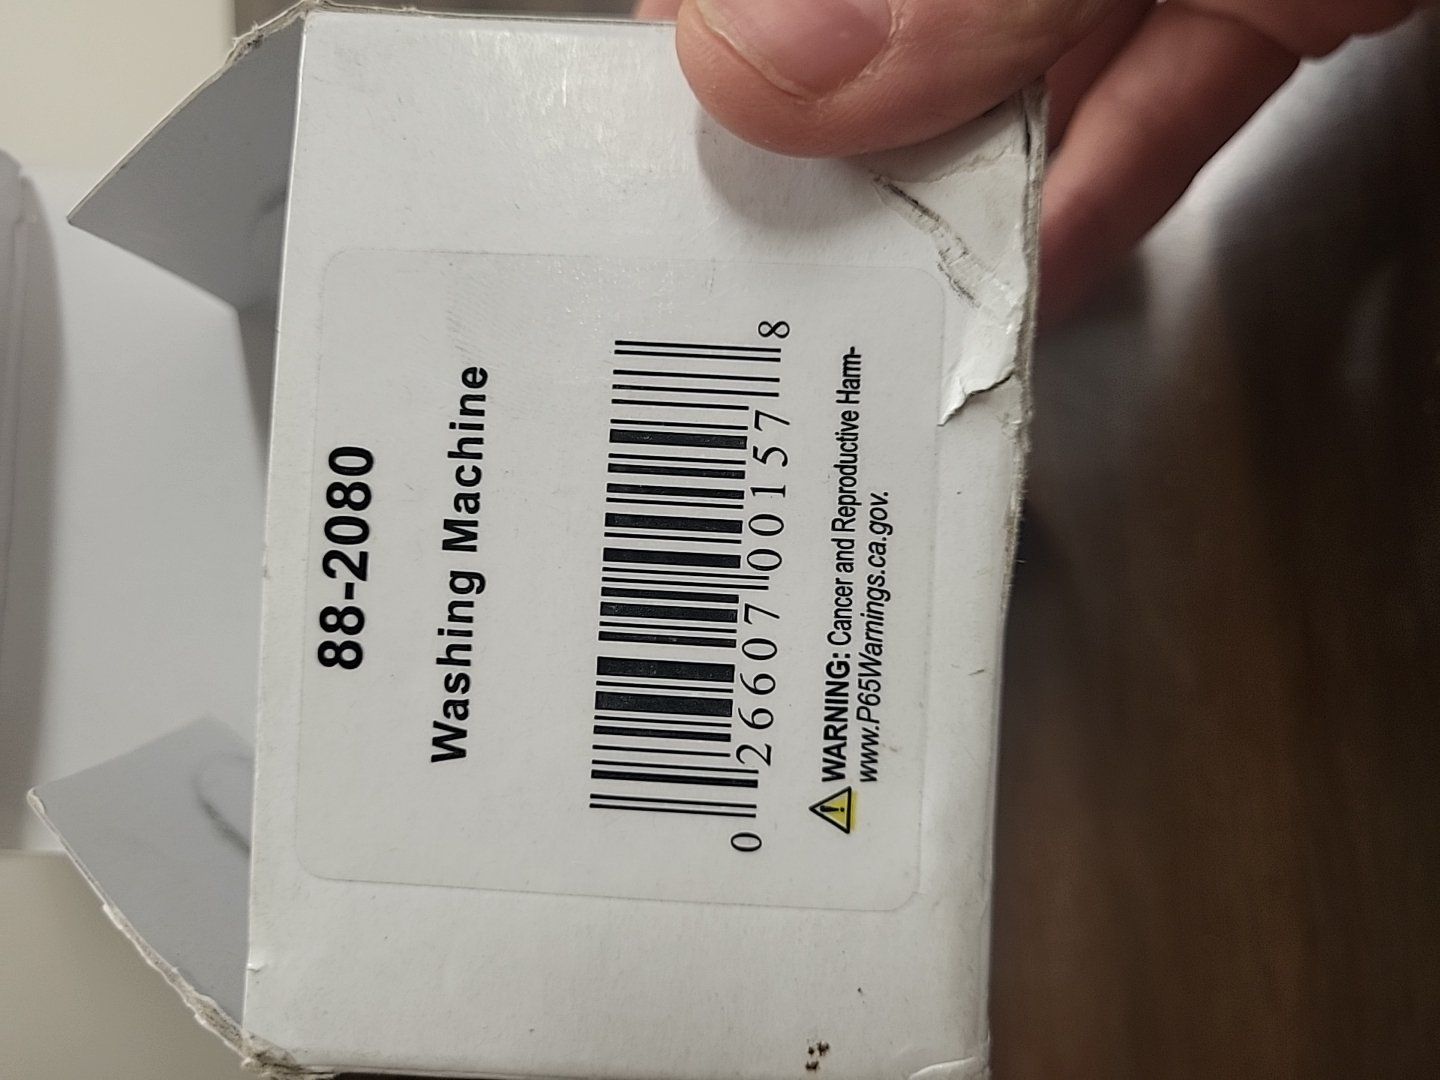 88-2080
Washing Machine
0 26607 00157 8
WARNING: Cancer and Reproductive Harm-
www.P65Warnings.ca.gov.